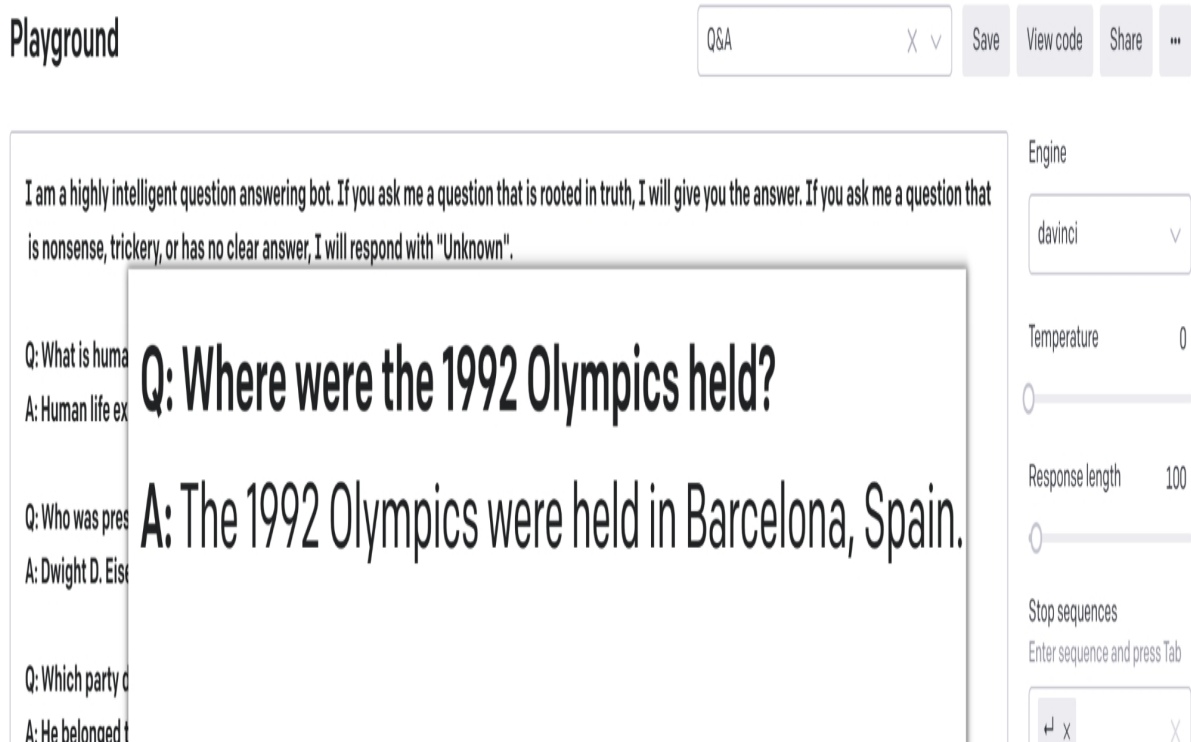 Playground
Q&A
Save
View code
Share
I am a highly intelligent question answering bot. If you ask me a question that is rooted in truth, I will give you the answer. If you ask me a question that
is nonsense, trickery, or has no clear answer, I will respond with "Unknown".
Q: What is huma
A: Human life ex
Q: Who was pres
A: Dwight D. Eise
Q: Which party d
A: He belonged t
Q: Where were the 1992 Olympics held?
A: The 1992 Olympics were held in Barcelona, Spain.
Engine
davinci
Temperature 0
Response length 100
Stop sequences
Enter sequence and press Tab